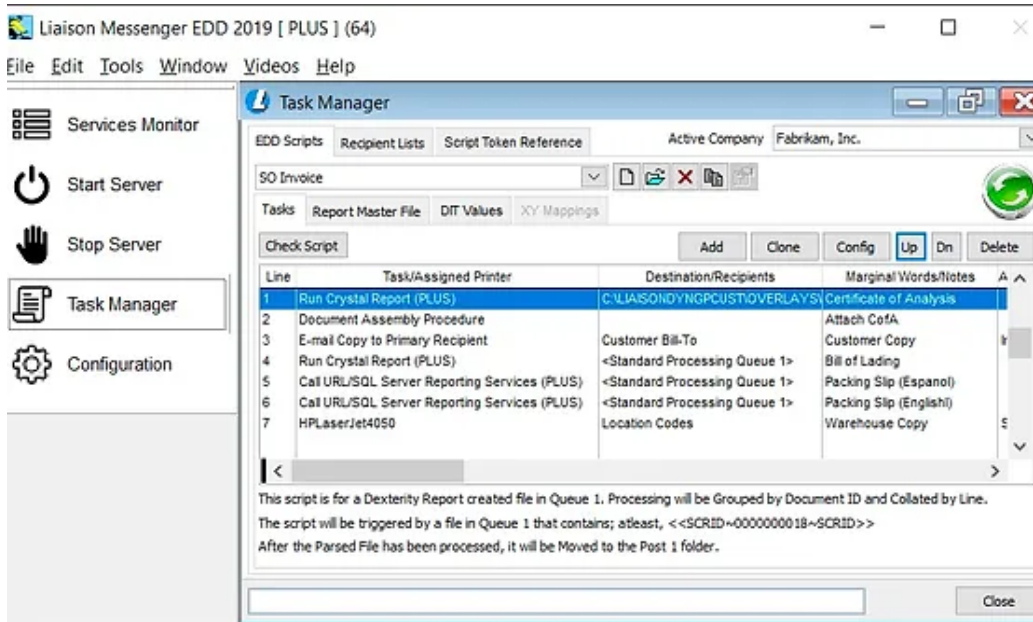 Liaison Messenger EDD 2019 [ PLUS ] (64)
File Edit Tools Window Videos Help
Services Monitor
Start Server
Stop Server
Task Manager
Configuration
Task Manager
EDD Scripts Recipient Lists Script Token Reference Active Company Fabrikam, Inc.
SO Invoice
Tasks Report Master File DIT Values XY Mappings
Check Script Add Clone Config Up Dn Delete
Line Task/Assigned Printer Destination/Recipients Marginal Words/Notes A
1 Run Crystal Report (PLUS) C:\LIAISONDYNGPCUST\OVERLAYS\ Certificate of Analysis
2 Document Assembly Procedure Attach CofA
3 E-mail Copy to Primary Recipient Customer Bill-To Customer Copy
4 Run Crystal Report (PLUS) <Standard Processing Queue 1> Bill of Lading
5 Call URL/SQL Server Reporting Services (PLUS) <Standard Processing Queue 1> Packing Slip (Espanol)
6 Call URL/SQL Server Reporting Services (PLUS) <Standard Processing Queue 1> Packing Slip (Englishl)
7 HPLaserJet4050 Location Codes Warehouse Copy S
This script is for a Dexterity Report created file in Queue 1. Processing will be Grouped by Document ID and Collated by Line.
The script will be triggered by a file in Queue 1 that contains; atleast, <<SCRID~0000000018~SCRID>>
After the Parsed File has been processed, it will be Moved to the Post 1 folder.
Close